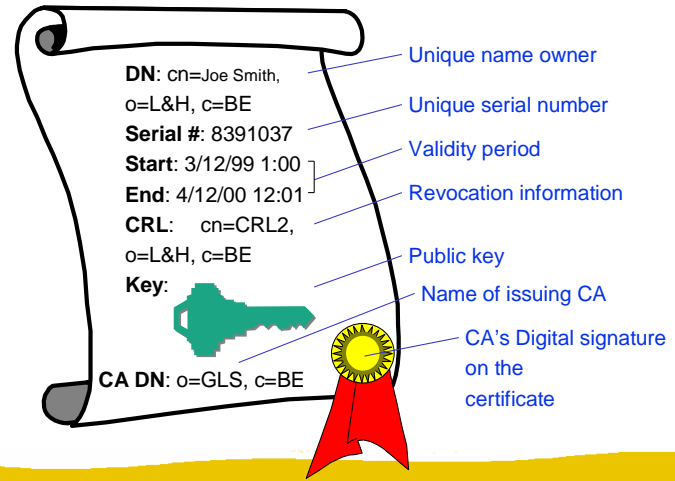 DN: cn=Joe Smith,
o=L&H, c=BE
Serial #: 8391037
Start: 3/12/99 1:00
End: 4/12/00 12:01
CRL: cn=CRL2,
o=L&H, c=BE
Key:
CA DN: o=GLS, c=BE
Unique name owner
Unique serial number
Validity period
Revocation information
Public key
Name of issuing CA
CA's Digital signature
on the
certificate